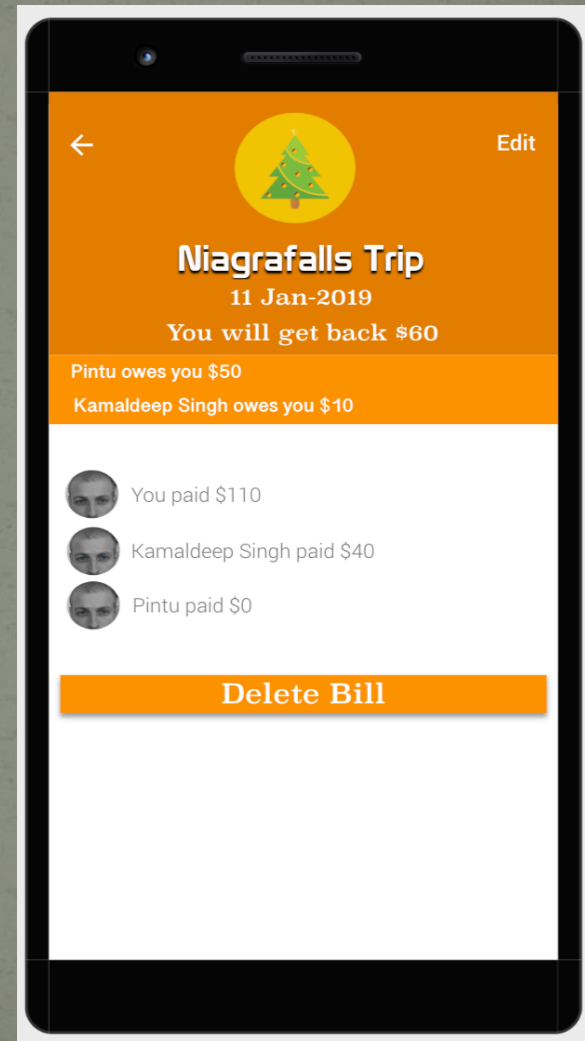 Edit
Niagrafalls Trip
11 Jan-2019
You will get back $60
Pintu owes you $50
Kamaldeep Singh owes you $10
You paid $110
Kamaldeep Singh paid $40
Pintu paid $0
Delete Bill